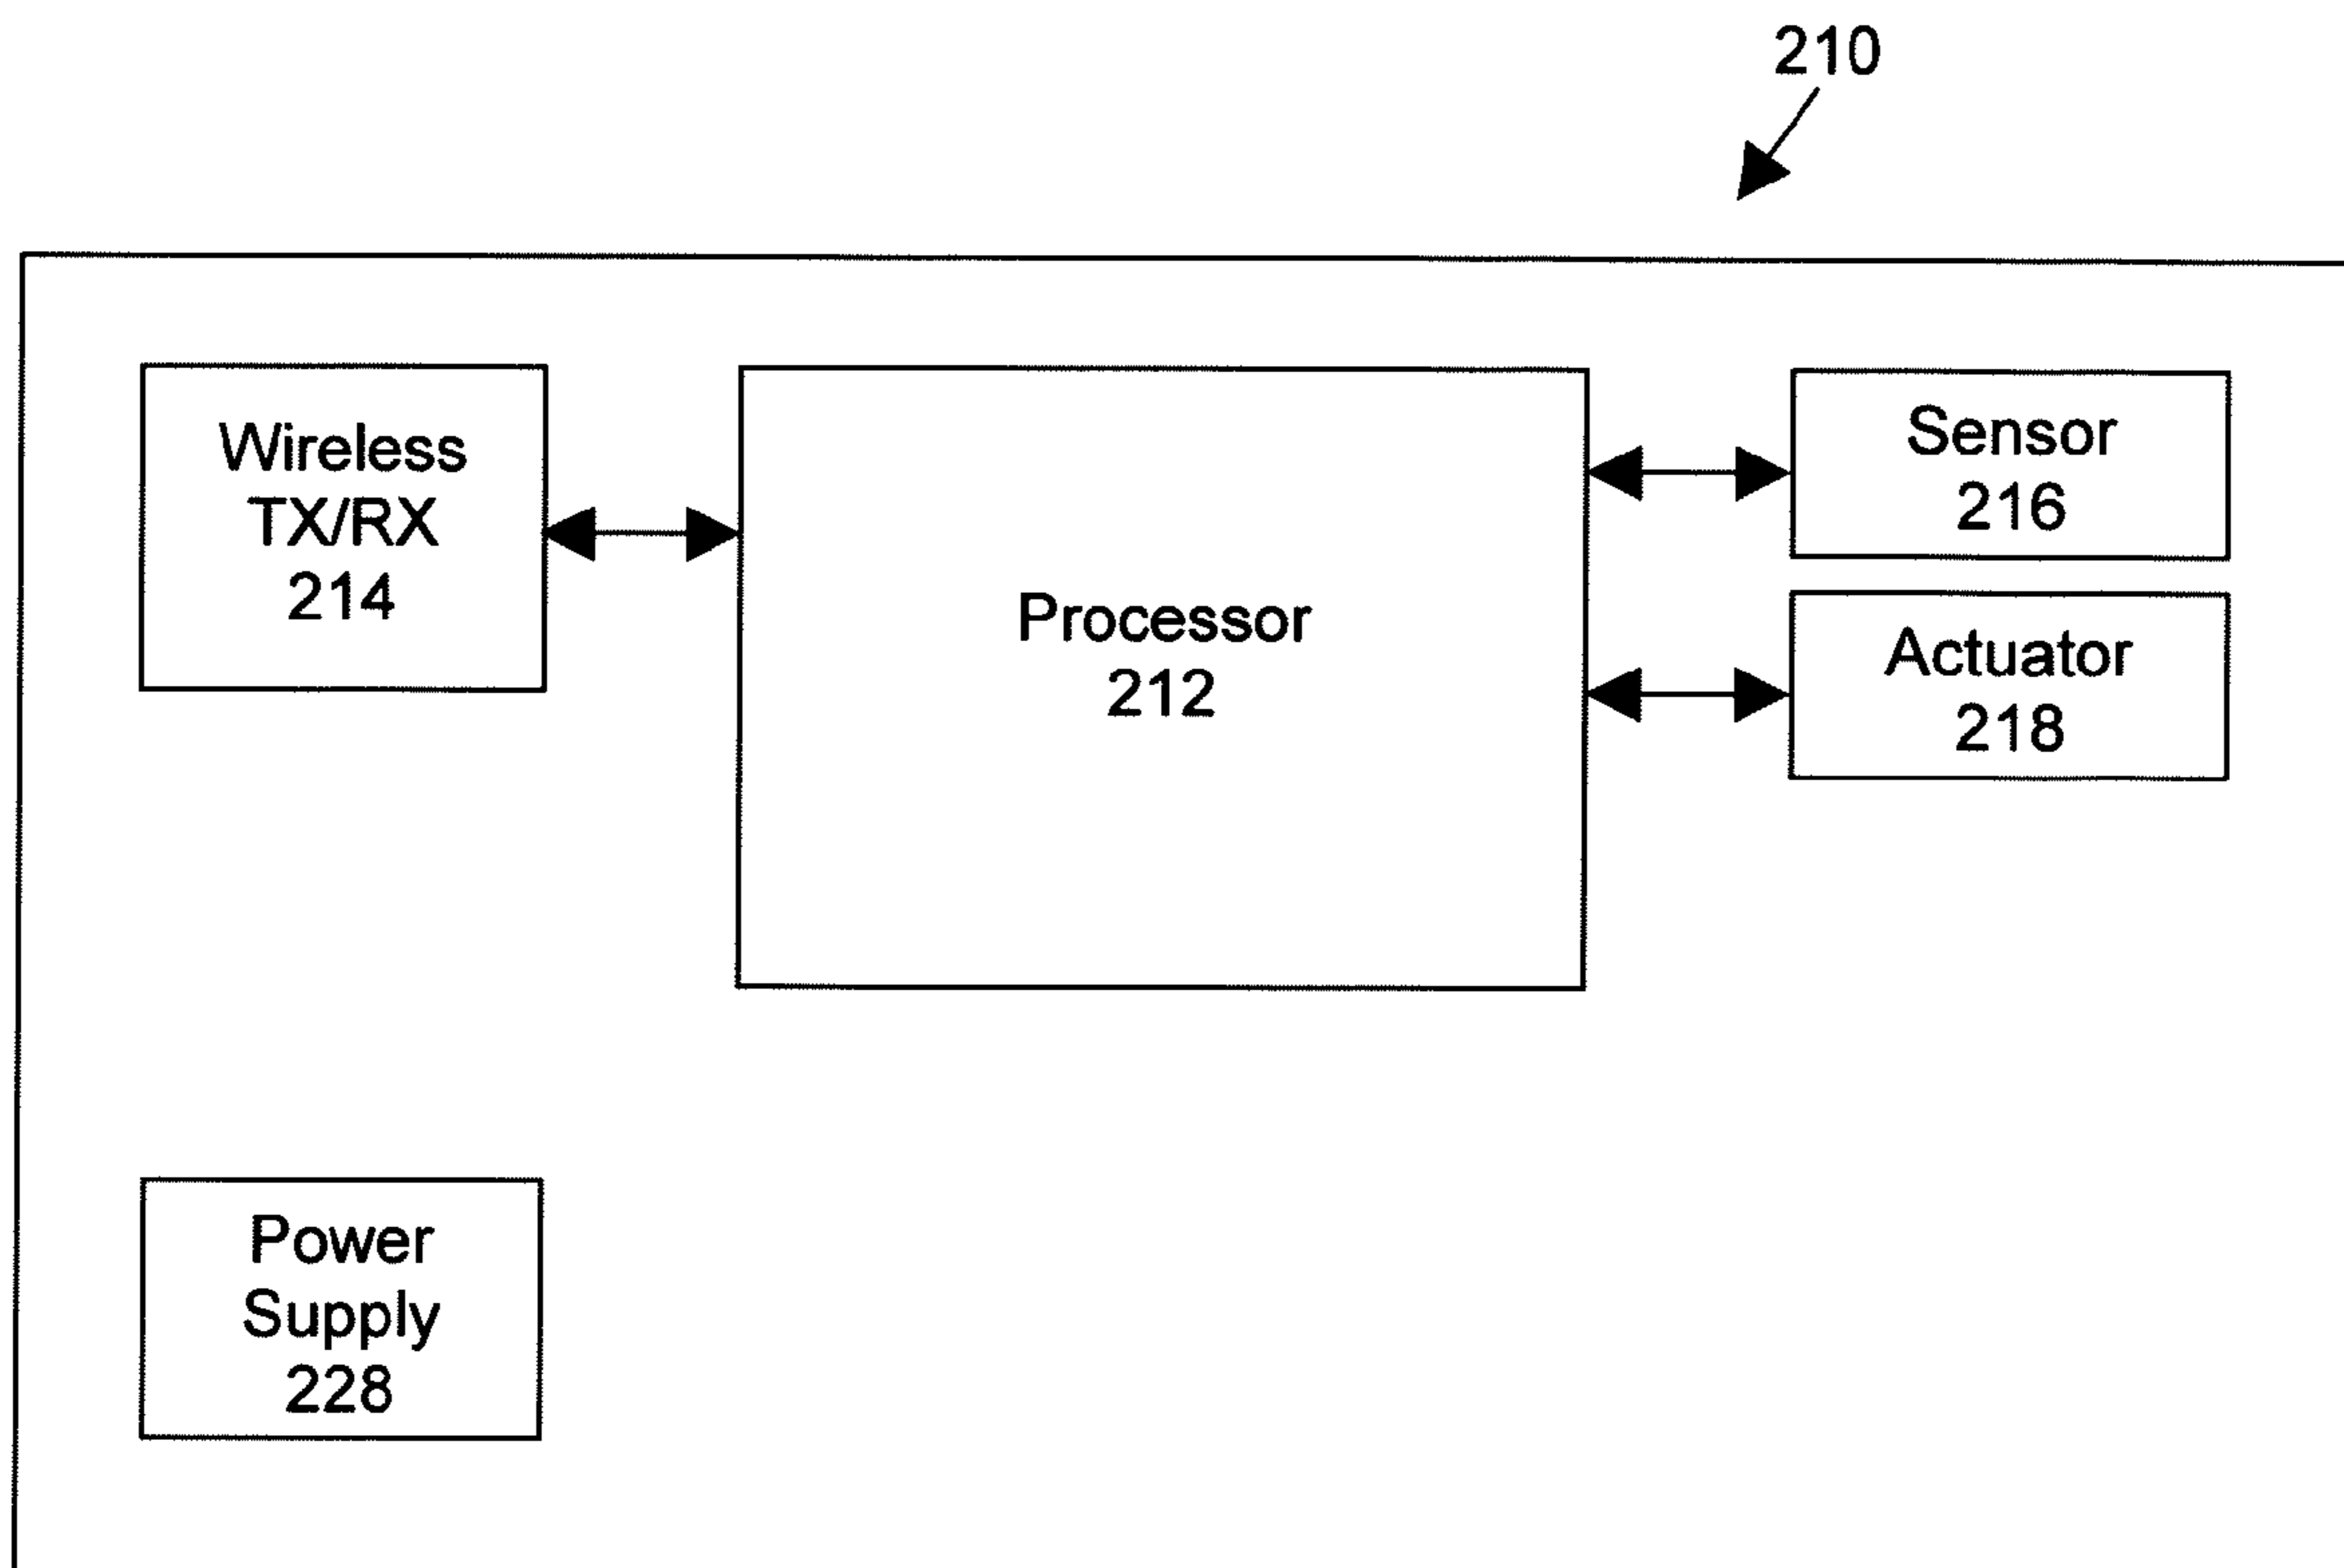 210
Wireless
TX/RX
214
Processor
212
Sensor
216
Actuator
218
Power
Supply
228